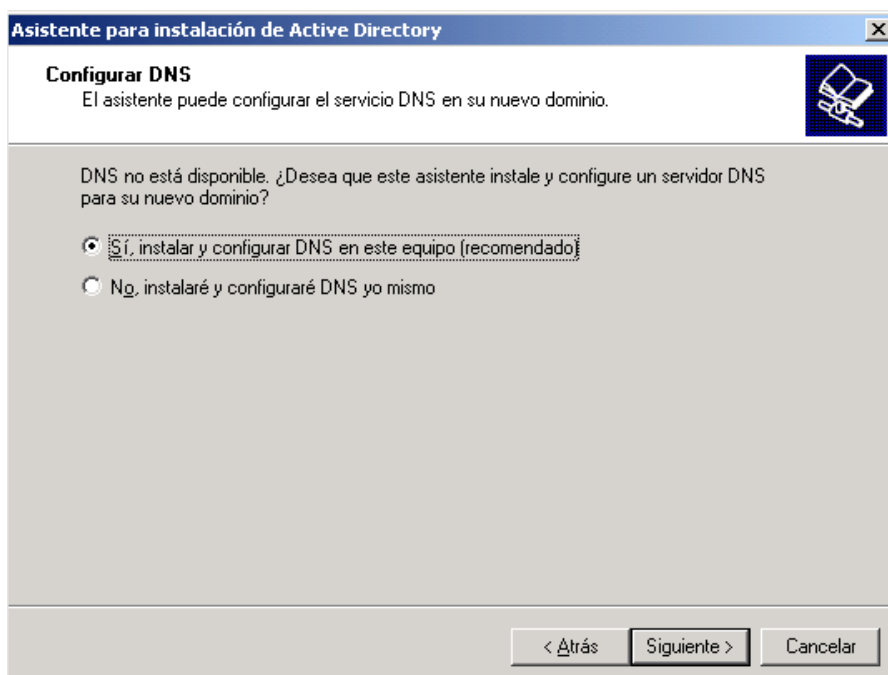 Asistente para instalación de Active Directory
Configurar DNS
El asistente puede configurar el servicio DNS en su nuevo dominio.
DNS no está disponible. ¿Desea que este asistente instale y configure un servidor DNS
para su nuevo dominio?
Sí, instalar y configurar DNS en este equipo (recomendado)
No, instalaré y configuraré DNS yo mismo
< Atrás
Siguiente >
Cancelar